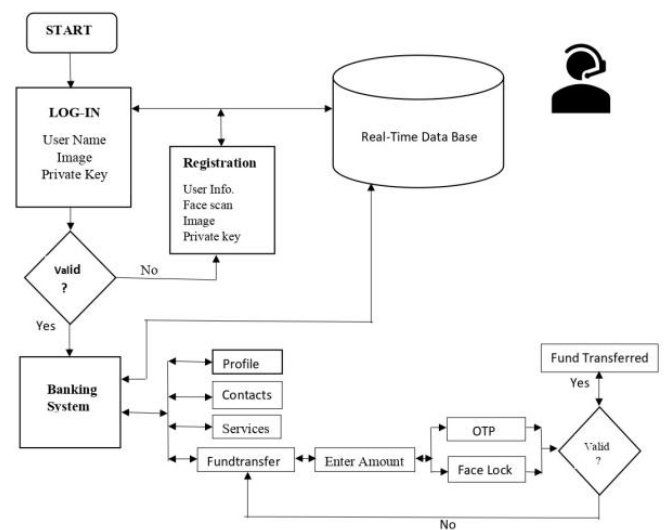 START
LOG-IN
User Name
Image
Private Key
Real-Time Data Base
Registration
User Info.
Face scan
Image
Private key
Valid
?
No
Yes
Banking
System
Profile
Contacts
Services
Fundtransfer
Enter Amount
OTP
Face Lock
Fund Transferred
Yes
Valid
?
No